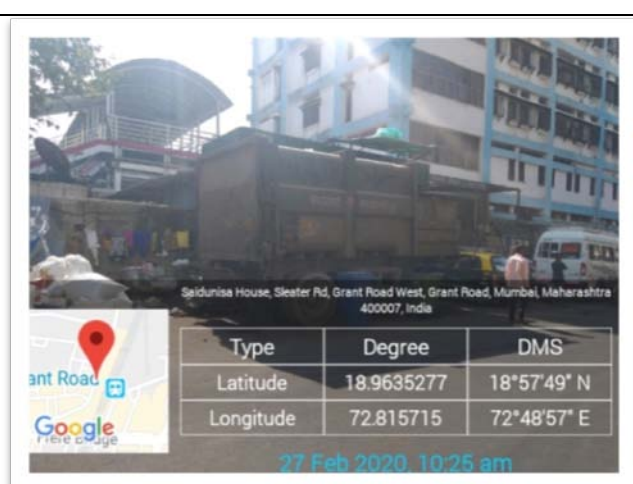 Saidunisa House, Sleater Rd, Grant Road West, Grant Road, Mumbai, Maharashtra
400007, India
Type Degree DMS
Latitude 18.9635277 18°57'49" N
Longitude 72.815715 72°48'57" E
ant Road
Google
27 Feb 2020, 10:25 am